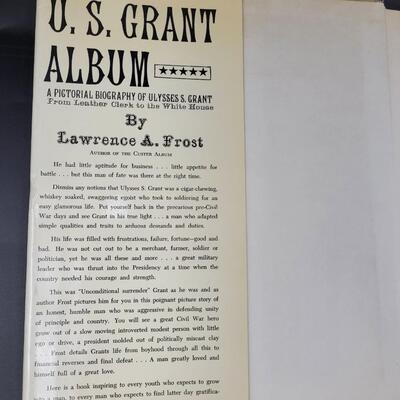 U. S. GRANT
ALBUM ★★★★★
A PICTORIAL BIOGRAPHY OF ULYSSES S. GRANT
From Leather Clerk to the White House
By
Lawrence A. Frost
AUTHOR OF THE CUSTER ALBUM
He had little aptitude for business . . . little appetite for
battle . . . but this man of fate was there at the right time.
Dismiss any notions that Ulysses S. Grant was a cigar-chewing,
whiskey soaked, swaggering egoist who took to soldiering for an
easy glamorous life. Put yourself back in the precarious pre-Civil
War days and see Grant in his true light . . . a man who adapted
simple qualities and traits to arduous demands and duties.
His life was filled with frustrations, failure, fortune—good and
bad. He was not cut out to be a merchant, farmer, soldier or
politician, yet he was all these and more . . . a great military
leader who was thrust into the Presidency at a time when the
country needed his courage and strength.
This was "Unconditional surrender" Grant as he was and as
author Frost pictures him for you in this poignant picture story of
an honest, humble man who was aggressive in defending unity
of principle and country. You will see a great Civil War hero
grow out of a slow moving introverted modest person with little
ego or drive, a president molded out of politically miscast clay
. . . Frost details Grants life from boyhood through all this to
financial reverses and final defeat . . . A man greatly loved and
himself full of a great love.
Here is a book inspiring to every youth who expects to grow
a man, to every man who expects to find latter day gratifica-